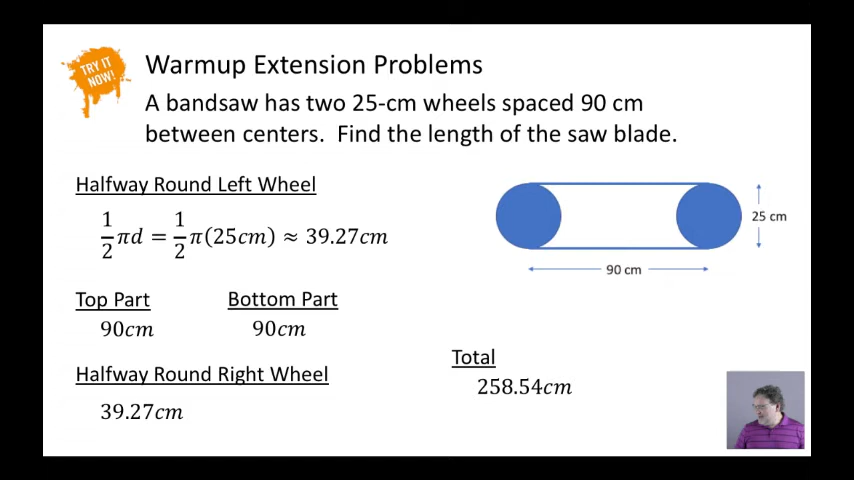 TRY IT
NOW!
Warmup Extension Problems
A bandsaw has two 25-cm wheels spaced 90 cm
between centers. Find the length of the saw blade.
Halfway Round Left Wheel
1/2 πd = 1/2 π(25cm) ≈ 39.27cm
25 cm
90 cm
Top Part Bottom Part
90cm 90cm
Halfway Round Right Wheel
39.27cm
Total
258.54cm